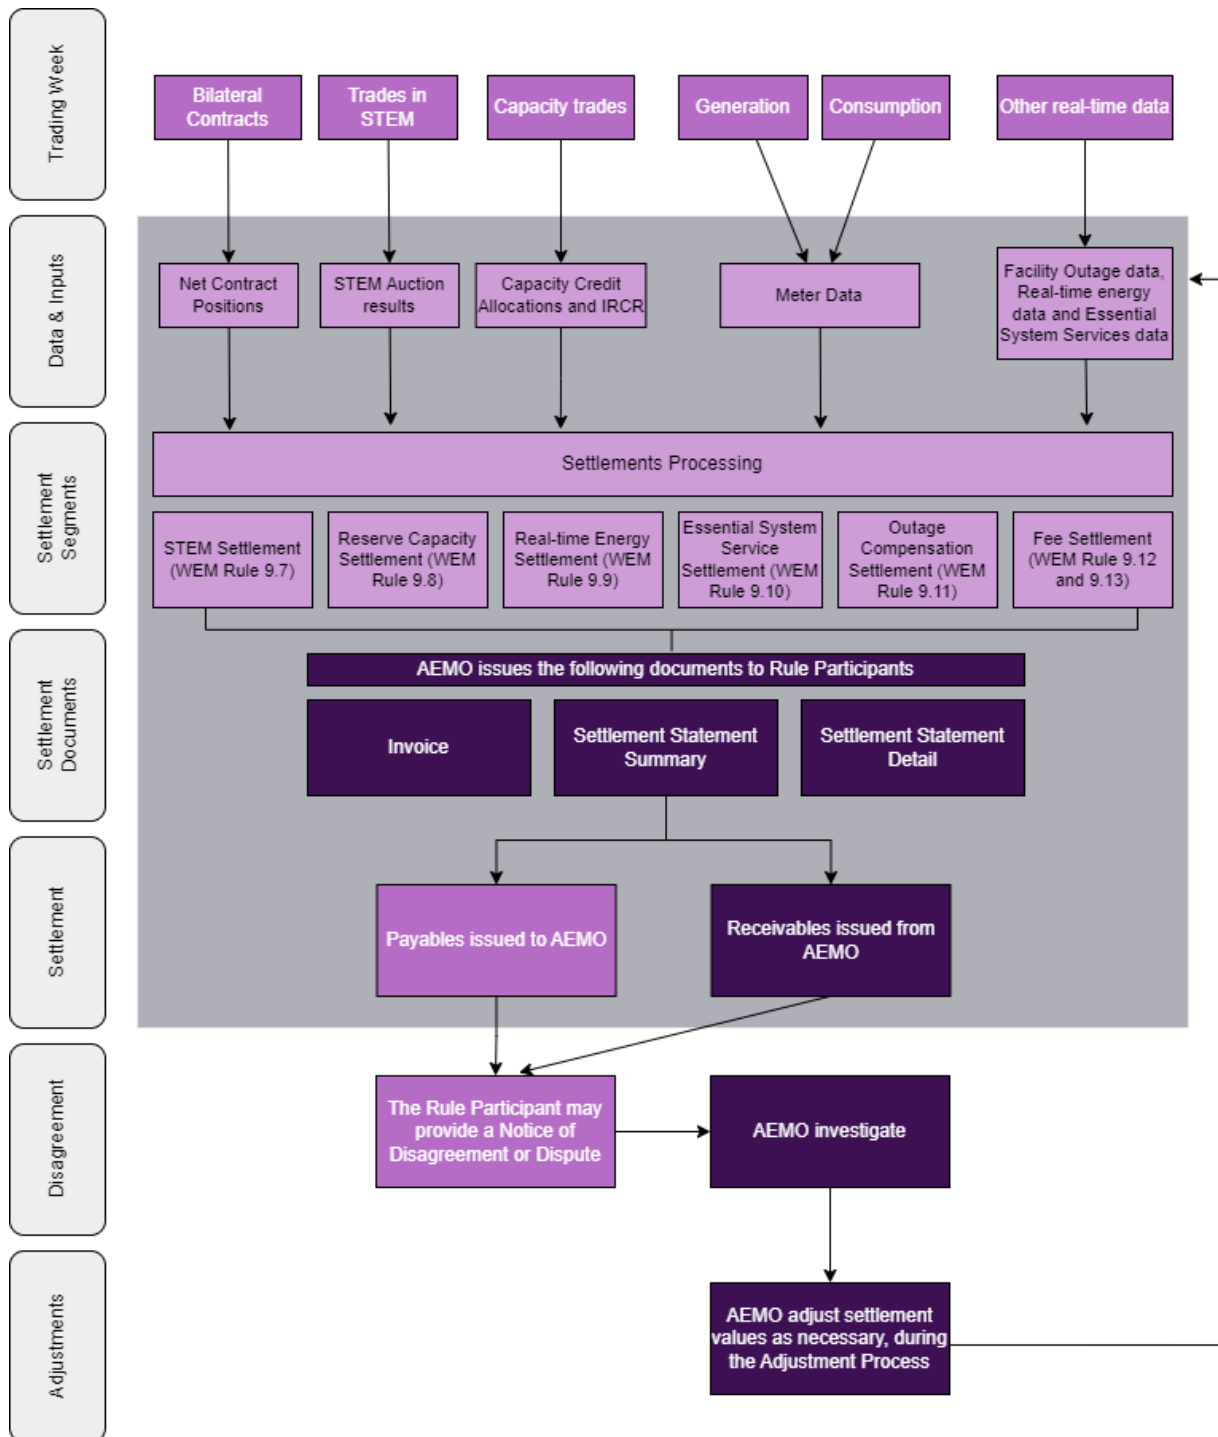 Trading Week
Bilateral
Contracts
Trades in
STEM
Capacity trades
Generation
Consumption
Other real-time data
Data & Inputs
Net Contract
Positions
STEM Auction
results
Capacity Credit
Allocations and IRCR
Meter Data
Facility Outage data,
Real-time energy
data and Essential
System Services data
Settlement
Segments
Settlements Processing
STEM Settlement
(WEM Rule 9.7)
Reserve Capacity
Settlement (WEM
Rule 9.8)
Real-time Energy
Settlement (WEM
Rule 9.9)
Essential System
Service
Settlement (WEM
Rule 9.10)
Outage
Compensation
Settlement (WEM
Rule 9.11)
Fee Settlement
(WEM Rule 9.12
and 9.13)
Settlement
Documents
AEMO issues the following documents to Rule Participants
Invoice
Settlement Statement
Summary
Settlement Statement
Detail
Settlement
Payables issued to AEMO
Receivables issued from
AEMO
Disagreement
The Rule Participant may
provide a Notice of
Disagreement or Dispute
AEMO investigate
Adjustments
AEMO adjust settlement
values as necessary, during
the Adjustment Process